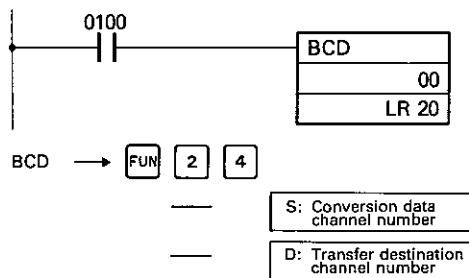 0100
BCD
00
LR 20
BCD → FUN 2 4
S: Conversion data
channel number
D: Transfer destination
channel number